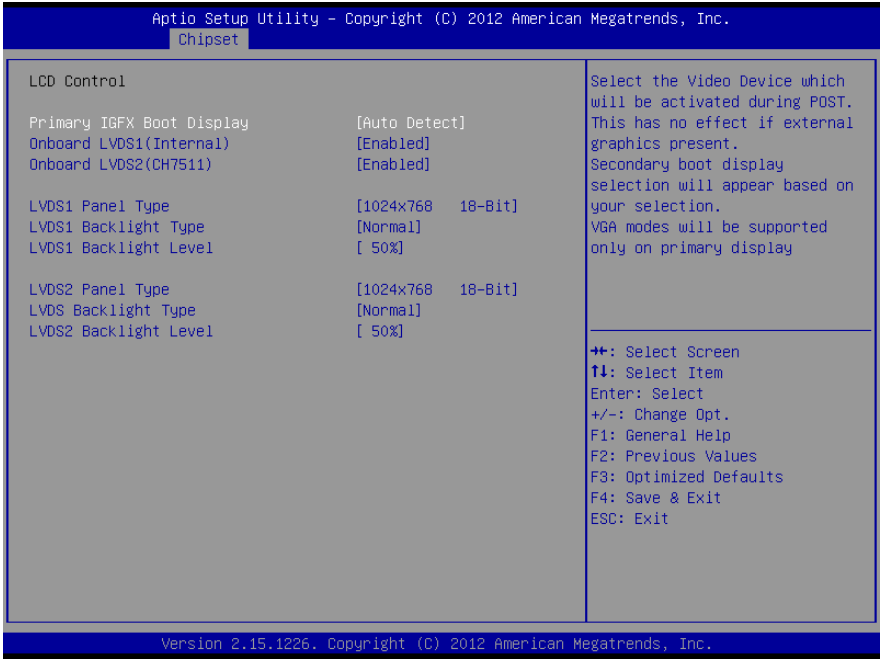 Aptio Setup Utility – Copyright (C) 2012 American Megatrends, Inc.
Chipset
LCD Control
Primary IGFX Boot Display [Auto Detect]
Onboard LVDS1(Internal) [Enabled]
Onboard LVDS2(CH7511) [Enabled]
LVDS1 Panel Type [1024x768 18-Bit]
LVDS1 Backlight Type [Normal]
LVDS1 Backlight Level [ 50%]
LVDS2 Panel Type [1024x768 18-Bit]
LVDS Backlight Type [Normal]
LVDS2 Backlight Level [ 50%]
Select the Video Device which
will be activated during POST.
This has no effect if external
graphics present.
Secondary boot display
selection will appear based on
your selection.
VGA modes will be supported
only on primary display
→←: Select Screen
↑↓: Select Item
Enter: Select
+/-: Change Opt.
F1: General Help
F2: Previous Values
F3: Optimized Defaults
F4: Save & Exit
ESC: Exit
Version 2.15.1226. Copyright (C) 2012 American Megatrends, Inc.